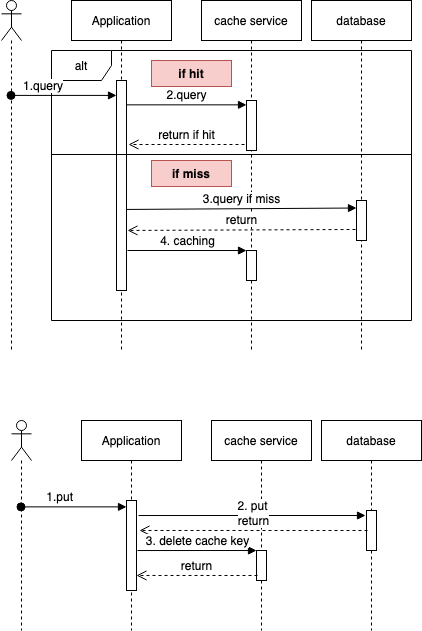 Application
cache service
database
alt
if hit
1.query
2.query
return if hit
if miss
3.query if miss
return
4. caching
Application
cache service
database
1.put
2. put
return
3. delete cache key
return